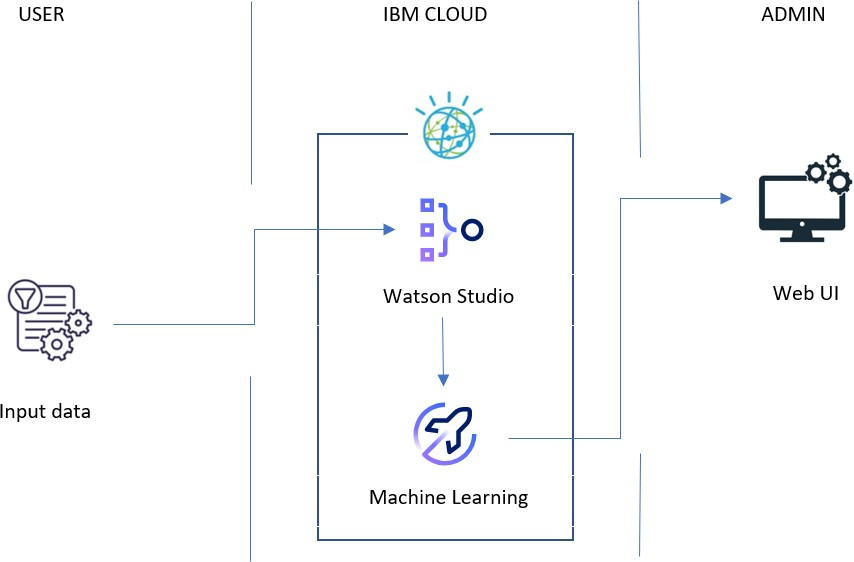 USER
IBM CLOUD
ADMIN
Watson Studio
Web UI
Input data
Machine Learning